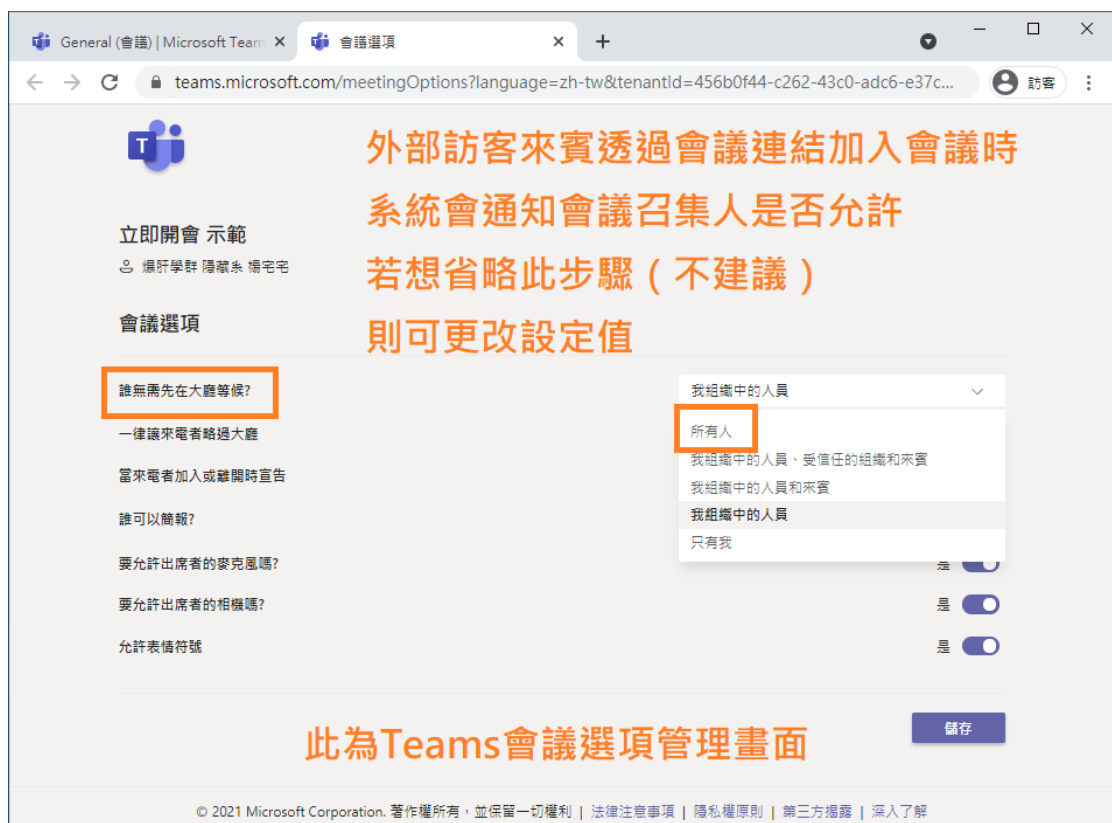 General (會議) | Microsoft Team
會議選項
teams.microsoft.com/meetingOptions?language=zh-tw&tenantId=456b0f44-c262-43c0-adc6-e37c...
訪客
T
外部訪客來賓透過會議連結加入會議時
系統會通知會議召集人是否允許
若想省略此步驟（不建議）
則可更改設定值
立即開會 示範
爆肝學群 隱藏系 楊宅宅
會議選項
誰無需先在大廳等候?
我組織中的人員
所有人
我組織中的人員、受信任的組織和來賓
我組織中的人員和來賓
我組織中的人員
只有我
一律讓來電者略過大廳
當來電者加入或離開時宣告
誰可以簡報?
要允許出席者的麥克風嗎?
是
要允許出席者的相機嗎?
是
允許表情符號
是
儲存
此為Teams會議選項管理畫面
© 2021 Microsoft Corporation. 著作權所有，並保留一切權利 | 法律注意事項 | 隱私權原則 | 第三方揭露 | 深入了解